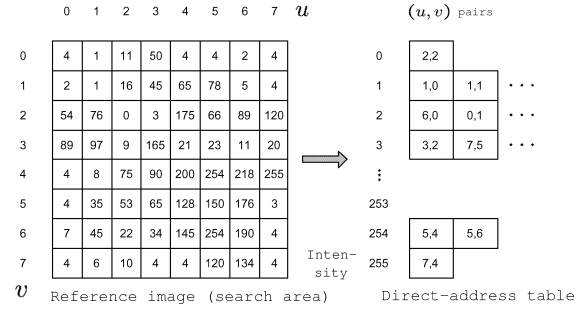 0 1 2 3 4 5 6 7 u (u, v) pairs
0 4 1 11 50 4 4 2 4 0 2,2
1 2 1 16 45 65 78 5 4 1 1,0 1,1 ···
2 54 76 0 3 175 66 89 120 2 6,0 0,1 ···
3 89 97 9 165 21 23 11 20 3 3,2 7,5 ···
4 4 8 75 90 200 254 218 255 ⋮
5 4 35 53 65 128 150 176 3 253
6 7 45 22 34 145 254 190 4 254 5,4 5,6
7 4 6 10 4 4 120 134 4 Inten-
sity 255 7,4
v Reference image (search area) Direct-address table